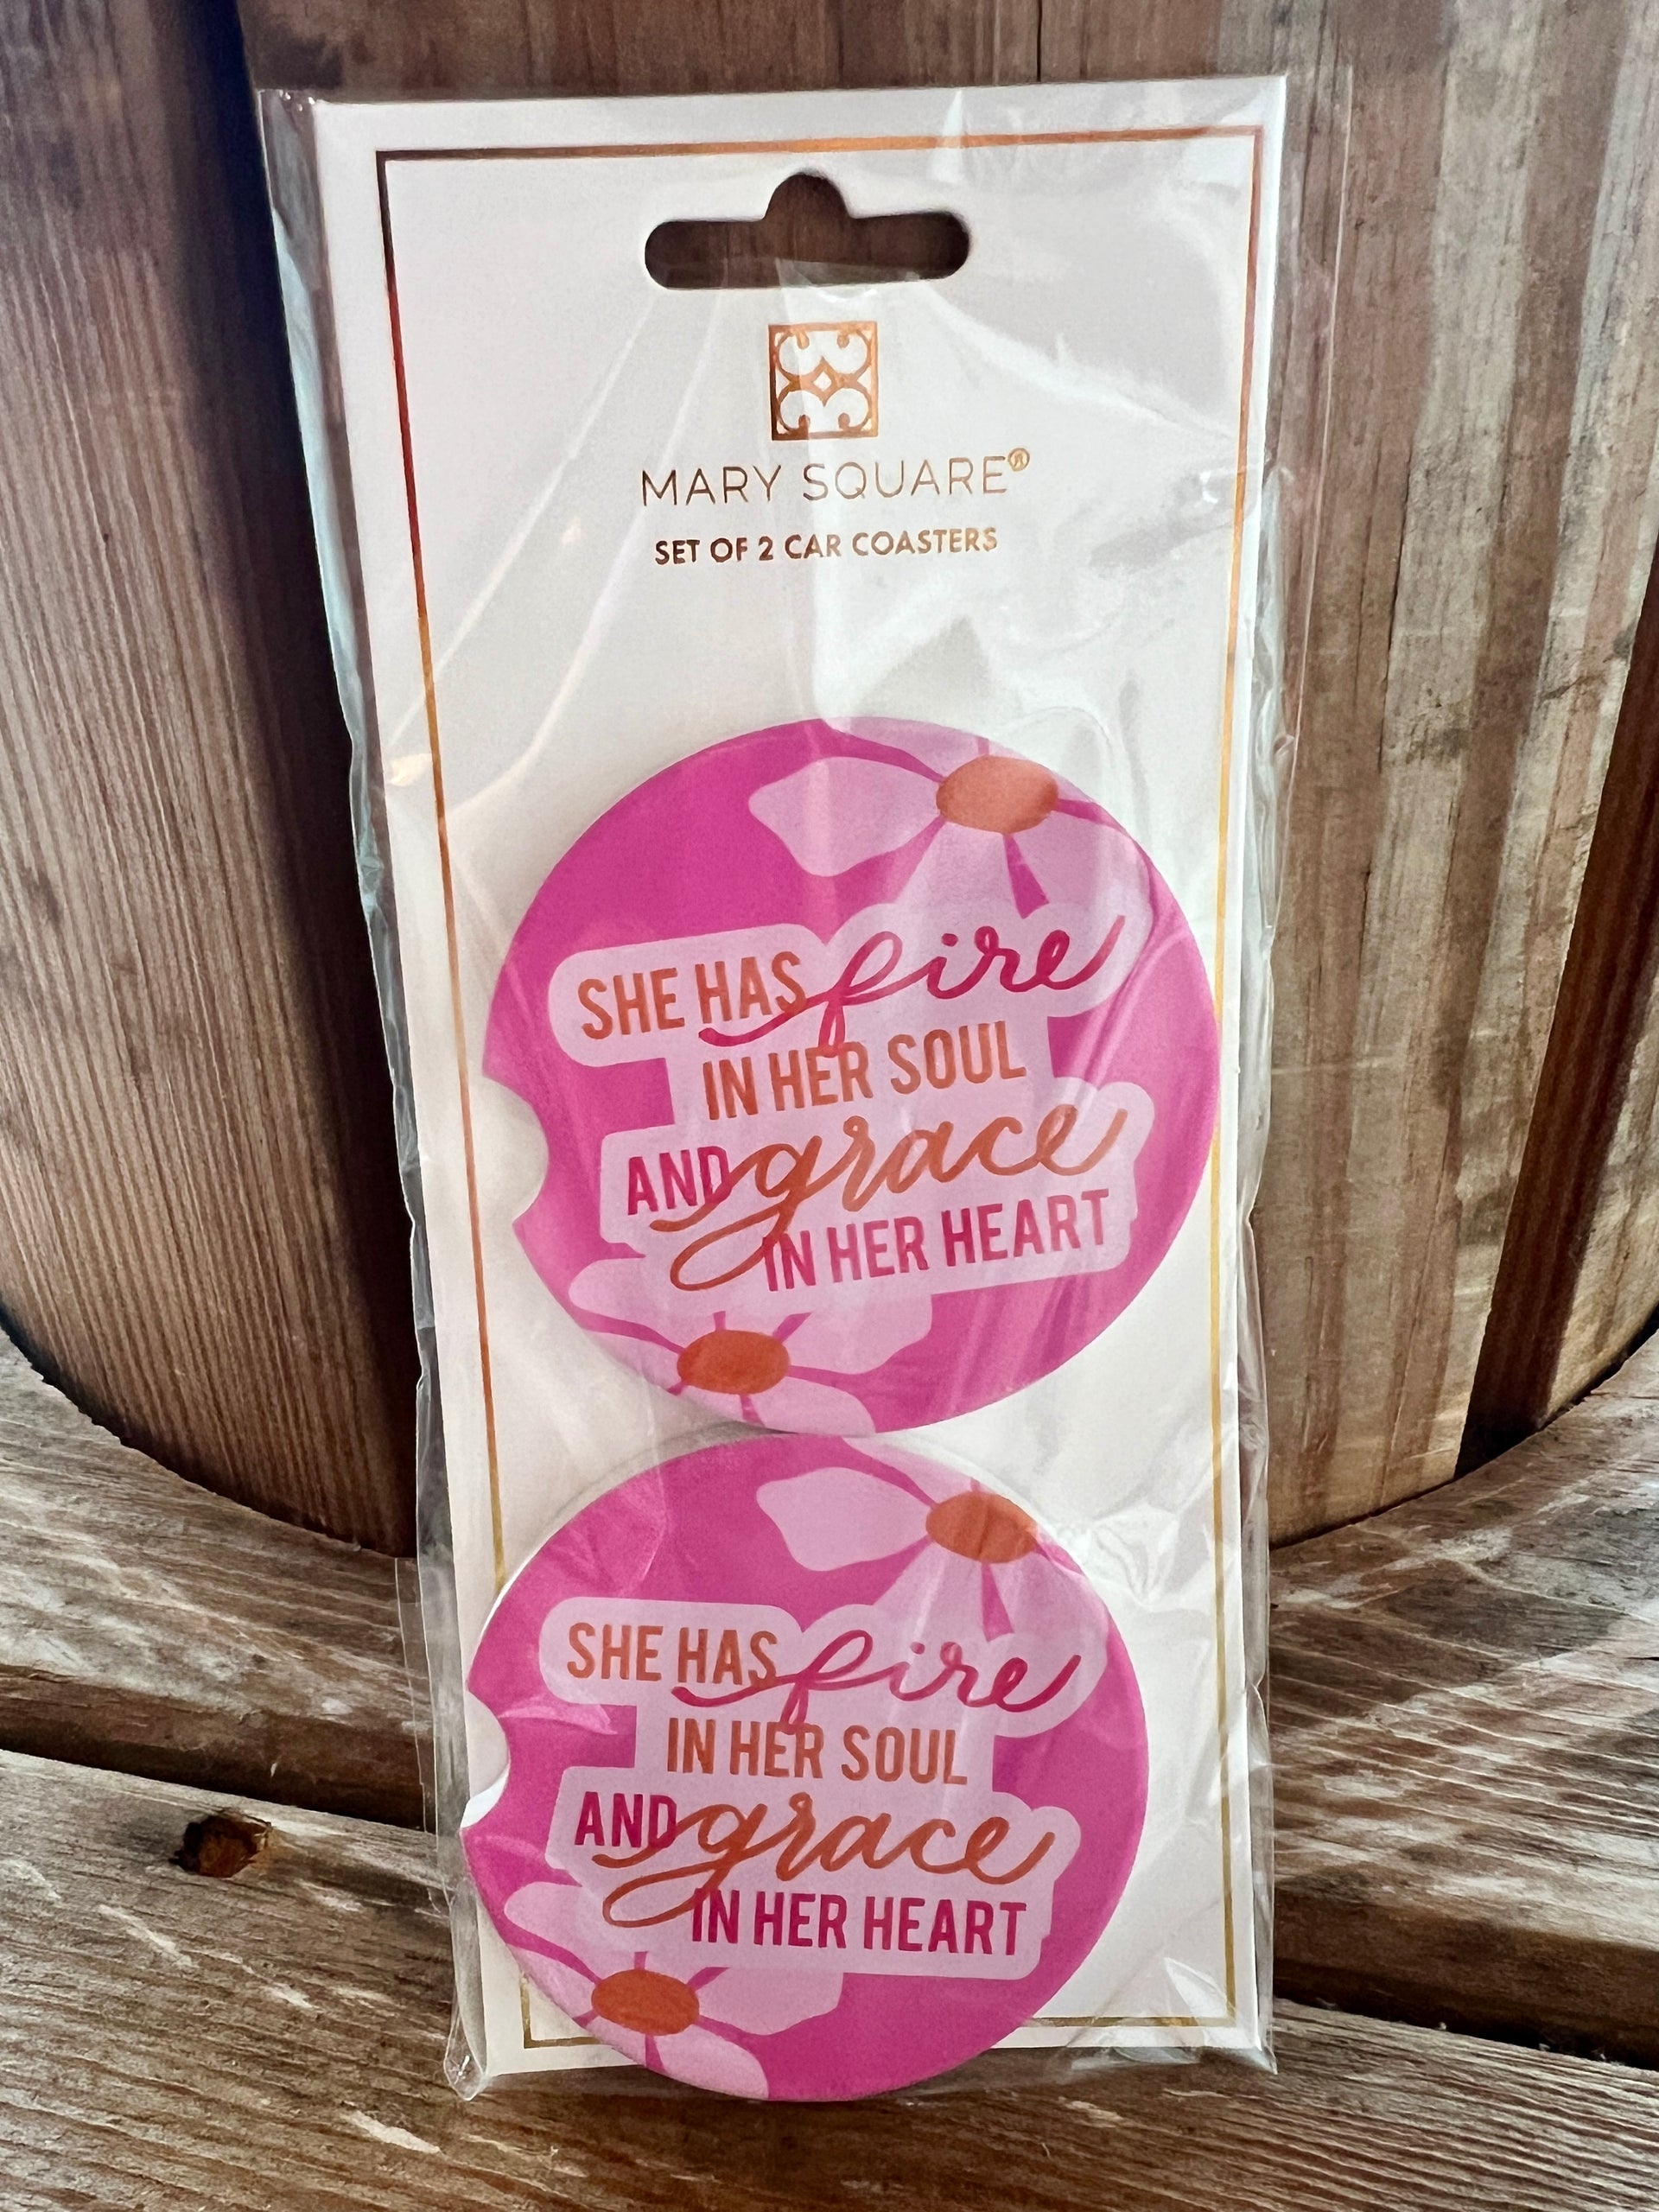 MARY SQUARE®
SET OF 2 CAR COASTERS
SHE HAS fire
IN HER SOUL
AND grace
IN HER HEART
SHE HAS fire
IN HER SOUL
AND grace
IN HER HEART